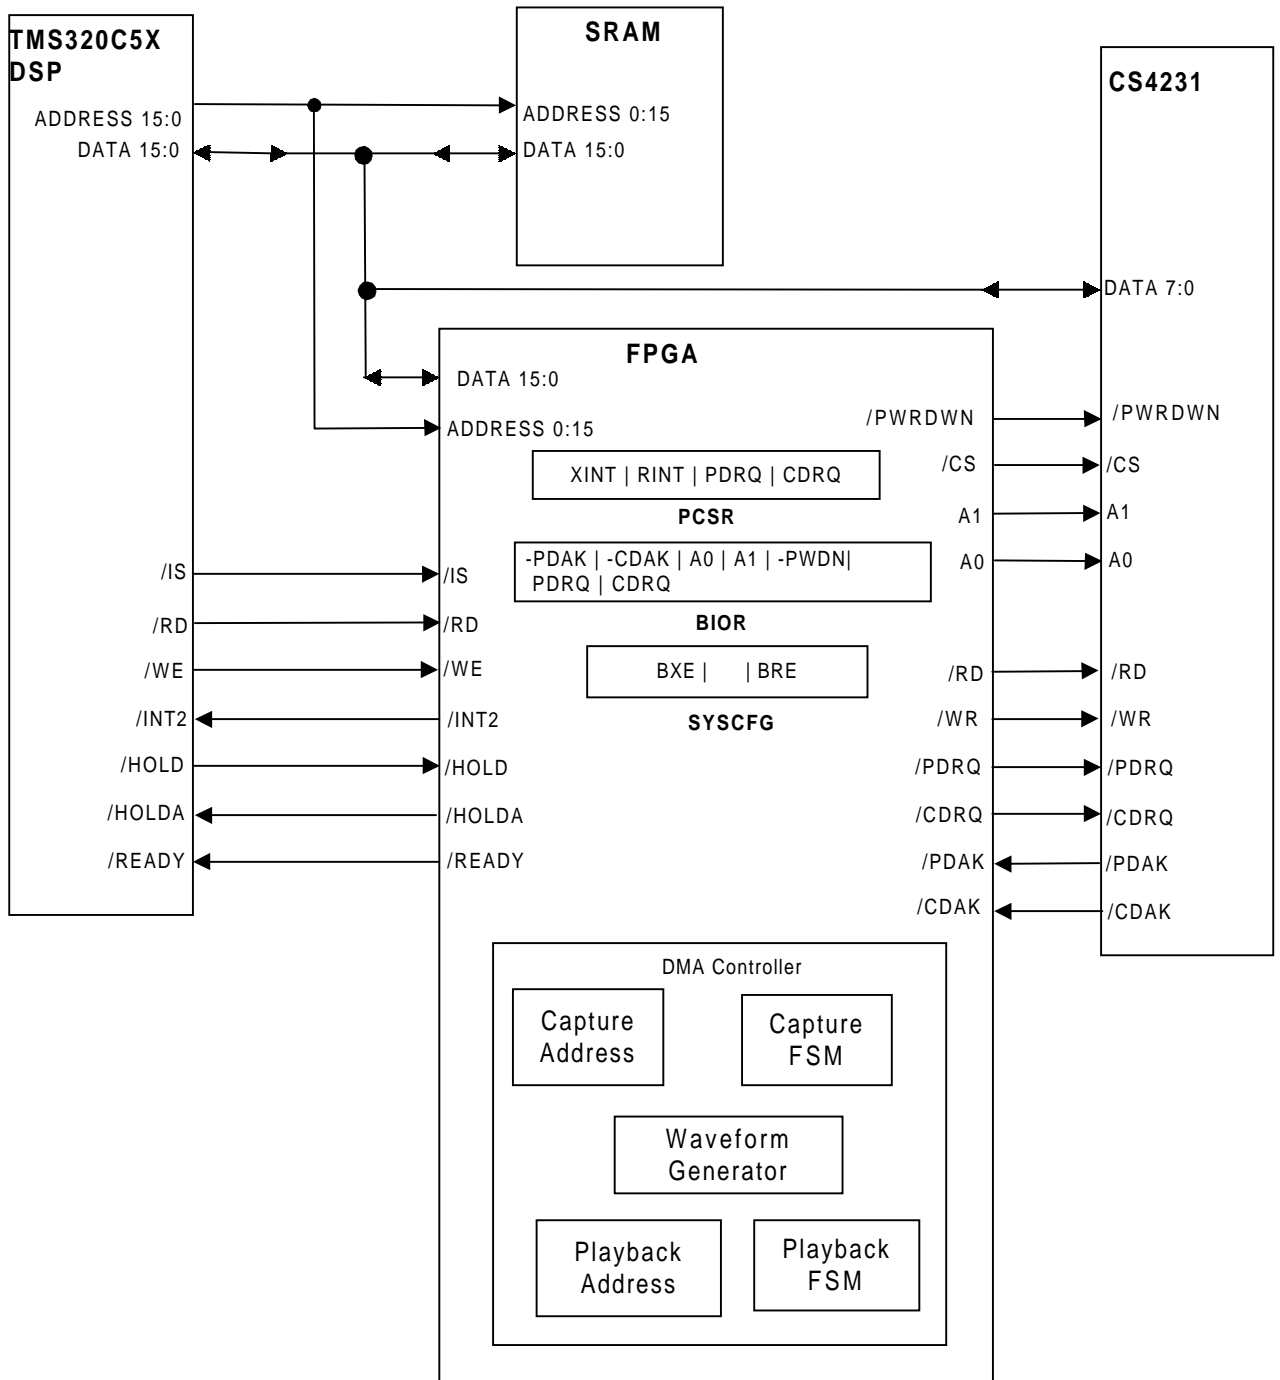 TMS320C5X
DSP
ADDRESS 15:0
DATA 15:0
/IS
/RD
/WE
/INT2
/HOLD
/HOLDA
/READY
SRAM
ADDRESS 0:15
DATA 15:0
FPGA
DATA 15:0
ADDRESS 0:15
XINT | RINT | PDRQ | CDRQ
PCSR
-PDAK | -CDAK | A0 | A1 | -PWDN|
PDRQ | CDRQ
BIOR
BXE | | BRE
SYSCFG
/IS
/RD
/WE
/INT2
/HOLD
/HOLDA
/READY
/PWRDWN
/CS
A1
A0
/RD
/WR
/PDRQ
/CDRQ
/PDAK
/CDAK
DMA Controller
Capture
Address
Capture
FSM
Waveform
Generator
Playback
Address
Playback
FSM
CS4231
DATA 7:0
/PWRDWN
/CS
A1
A0
/RD
/WR
/PDRQ
/CDRQ
/PDAK
/CDAK